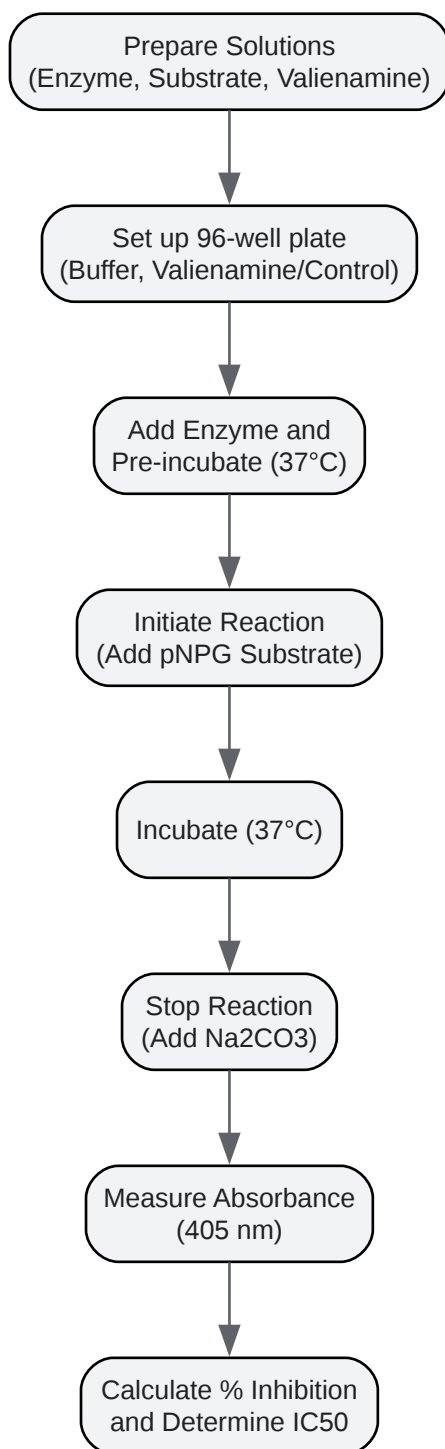 Prepare Solutions
(Enzyme, Substrate, Valienamine)
Set up 96-well plate
(Buffer, Valienamine/Control)
Add Enzyme and
Pre-incubate (37°C)
Initiate Reaction
(Add pNPG Substrate)
Incubate (37°C)
Stop Reaction
(Add Na2CO3)
Measure Absorbance
(405 nm)
Calculate % Inhibition
and Determine IC50